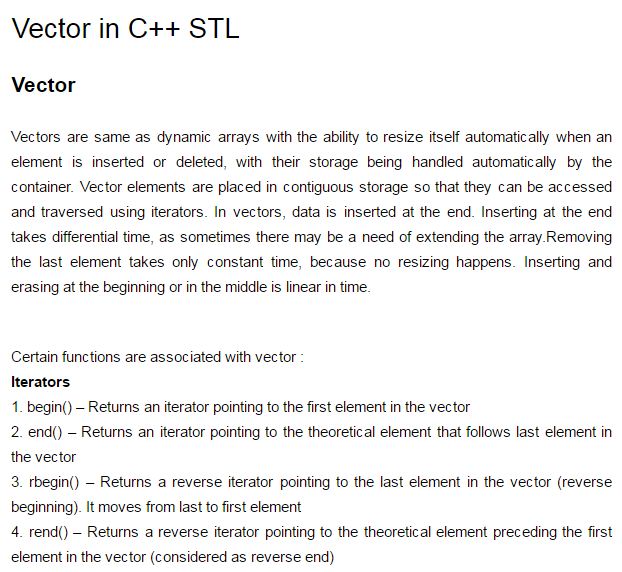 Vector in C++ STL
Vector
Vectors are same as dynamic arrays with the ability to resize itself automatically when an
element is inserted or deleted, with their storage being handled automatically by the
container. Vector elements are placed in contiguous storage so that they can be accessed
and traversed using iterators. In vectors, data is inserted at the end. Inserting at the end
takes differential time, as sometimes there may be a need of extending the array.Removing
the last element takes only constant time, because no resizing happens. Inserting and
erasing at the beginning or in the middle is linear in time.
Certain functions are associated with vector :
Iterators
1. begin() – Returns an iterator pointing to the first element in the vector
2. end() – Returns an iterator pointing to the theoretical element that follows last element in
the vector
3. rbegin() – Returns a reverse iterator pointing to the last element in the vector (reverse
beginning). It moves from last to first element
4. rend() – Returns a reverse iterator pointing to the theoretical element preceding the first
element in the vector (considered as reverse end)